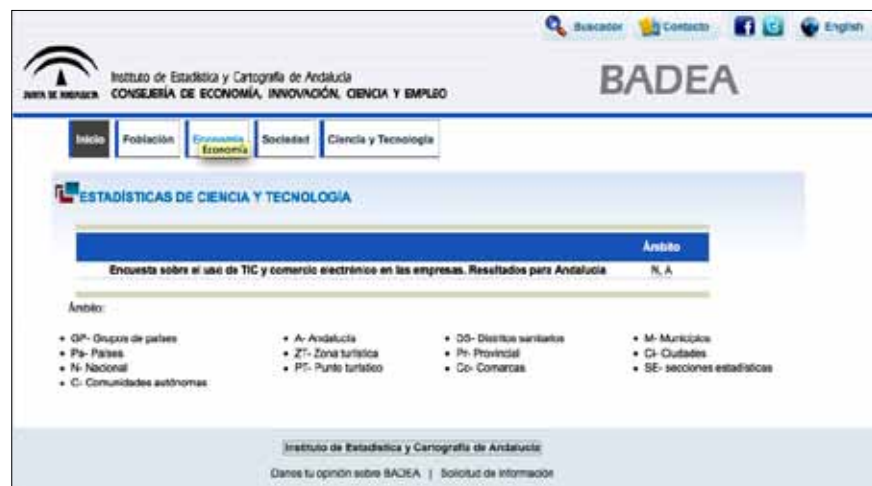 Buscador Contacto English
JUNTA DE ANDALUCIA
Instituto de Estadística y Cartografía de Andalucía
CONSEJERÍA DE ECONOMÍA, INNOVACIÓN, CIENCIA Y EMPLEO
BADEA
Inicio Población Economía Sociedad Ciencia y Tecnología
Economía
ESTADÍSTICAS DE CIENCIA Y TECNOLOGÍA
Ámbito
Encuesta sobre el uso de TIC y comercio electrónico en las empresas. Resultados para Andalucía N, A
Ámbito:
• GP- Grupos de países • A- Andalucía • DS- Distritos sanitarios • M- Municipios
• Pa- Países • ZT- Zona turística • Pr- Provincial • Ci- Ciudades
• N- Nacional • PT- Punto turístico • Co- Comarcas • SE- secciones estadísticas
• C- Comunidades autónomas
Instituto de Estadística y Cartografía de Andalucía
Danos tu opinión sobre BADEA | Solicitud de información